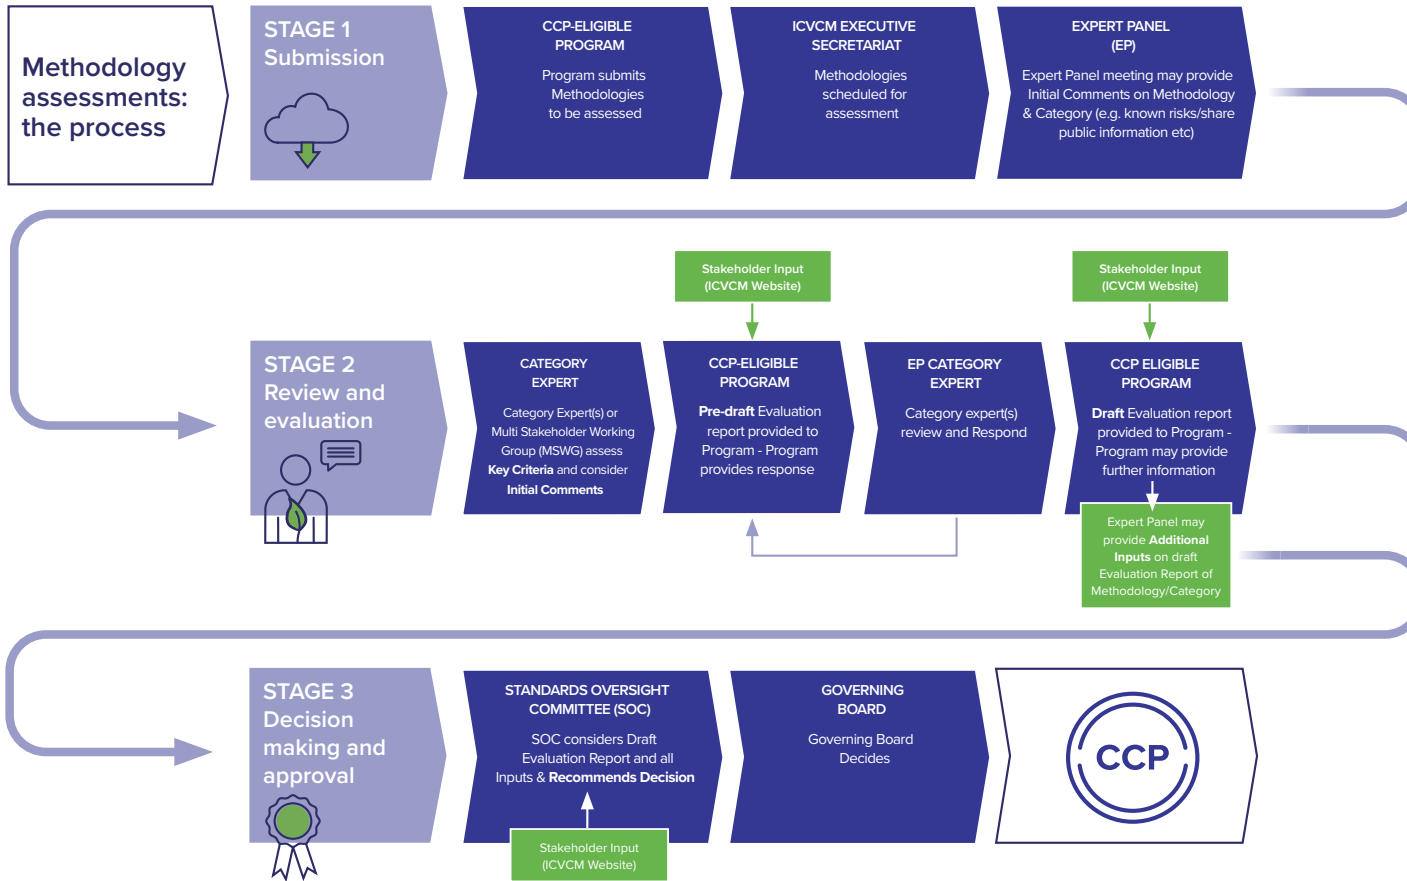 Methodology
assessments:
the process
STAGE 1
Submission
CCP-ELIGIBLE
PROGRAM
Program submits
Methodologies
to be assessed
ICVCM EXECUTIVE
SECRETARIAT
Methodologies
scheduled for
assessment
EXPERT PANEL
(EP)
Expert Panel meeting may provide
Initial Comments on Methodology
& Category (e.g. known risks/share
public information etc)
Stakeholder Input
(ICVCM Website)
Stakeholder Input
(ICVCM Website)
STAGE 2
Review and
evaluation
CATEGORY
EXPERT
Category Expert(s) or
Multi Stakeholder Working
Group (MSWG) assess
Key Criteria and consider
Initial Comments
CCP-ELIGIBLE
PROGRAM
Pre-draft Evaluation
report provided to
Program - Program
provides response
EP CATEGORY
EXPERT
Category expert(s)
review and Respond
CCP ELIGIBLE
PROGRAM
Draft Evaluation report
provided to Program -
Program may provide
further information
Expert Panel may
provide Additional
Inputs on draft
Evaluation Report of
Methodology/Category
STAGE 3
Decision
making and
approval
STANDARDS OVERSIGHT
COMMITTEE (SOC)
SOC considers Draft
Evaluation Report and all
Inputs & Recommends Decision
Stakeholder Input
(ICVCM Website)
GOVERNING
BOARD
Governing Board
Decides
CCP